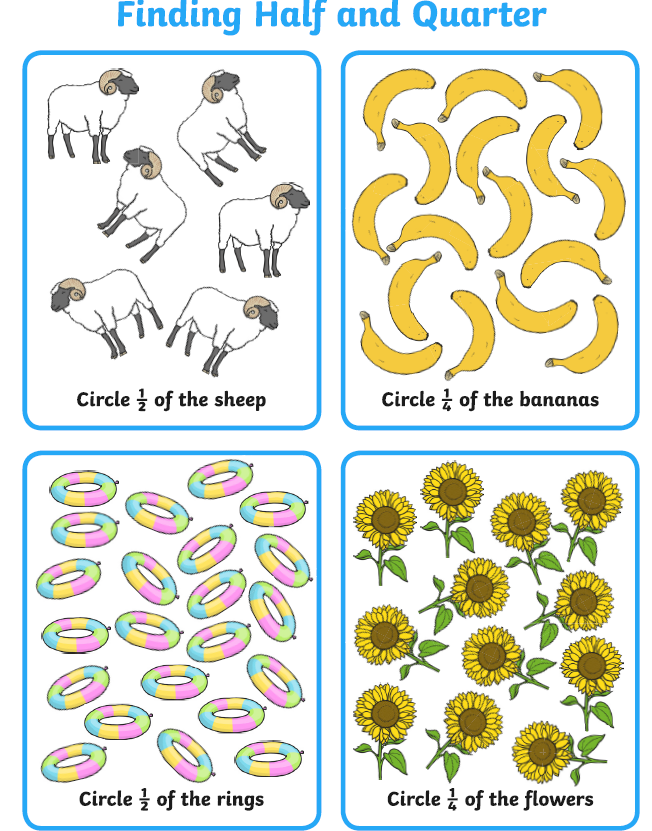 Finding Half and Quarter
Circle 1/2 of the sheep
Circle 1/4 of the bananas
Circle 1/2 of the rings
Circle 1/4 of the flowers